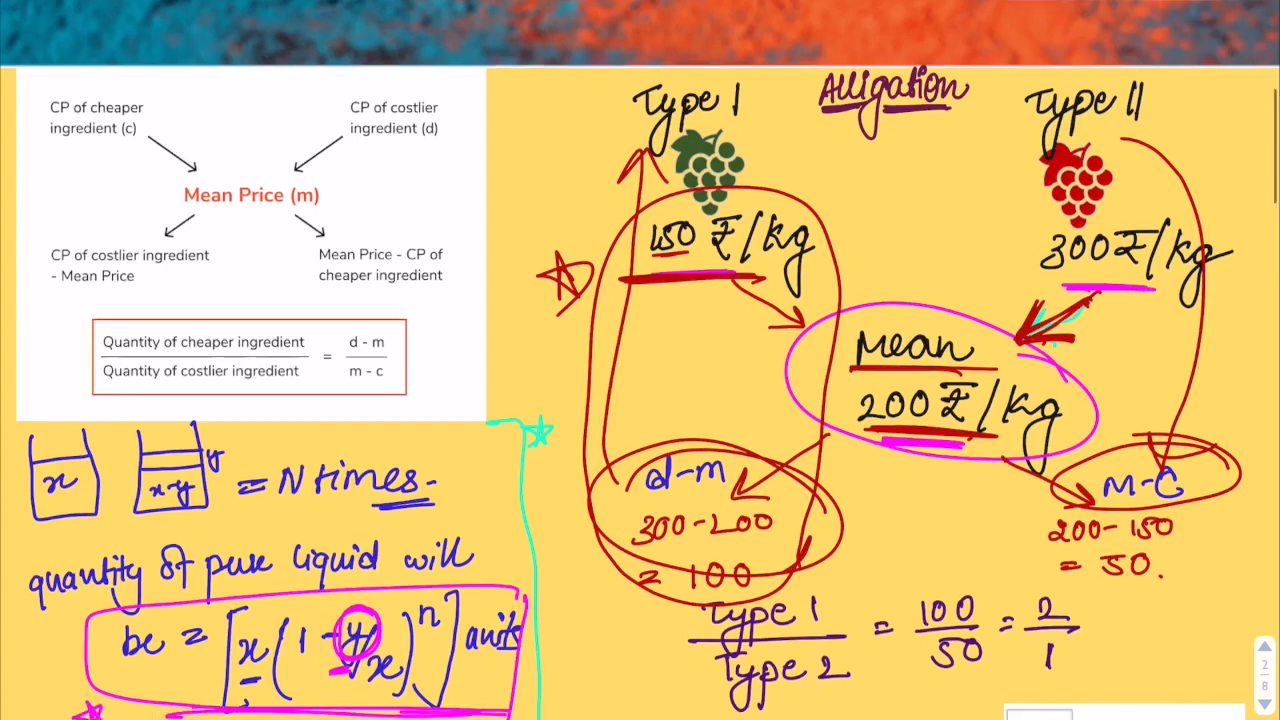 CP of cheaper
ingredient (c)
CP of costlier
ingredient (d)
Mean Price (m)
CP of costlier ingredient
- Mean Price
Mean Price - CP of
cheaper ingredient
Quantity of cheaper ingredient
Quantity of costlier ingredient
=
d - m
m - c
x
x-y
y
= N times.
quantity of pure liquid will
be = [x(1 - y/x)^n] units
Alligation
Type I
Type II
150 ₹/kg
300 ₹/kg
Mean
200 ₹/kg
d-m
300-200
= 100
M-C
200-150
= 50.
Type 1
Type 2
= 100/50 = 2/1
2
8